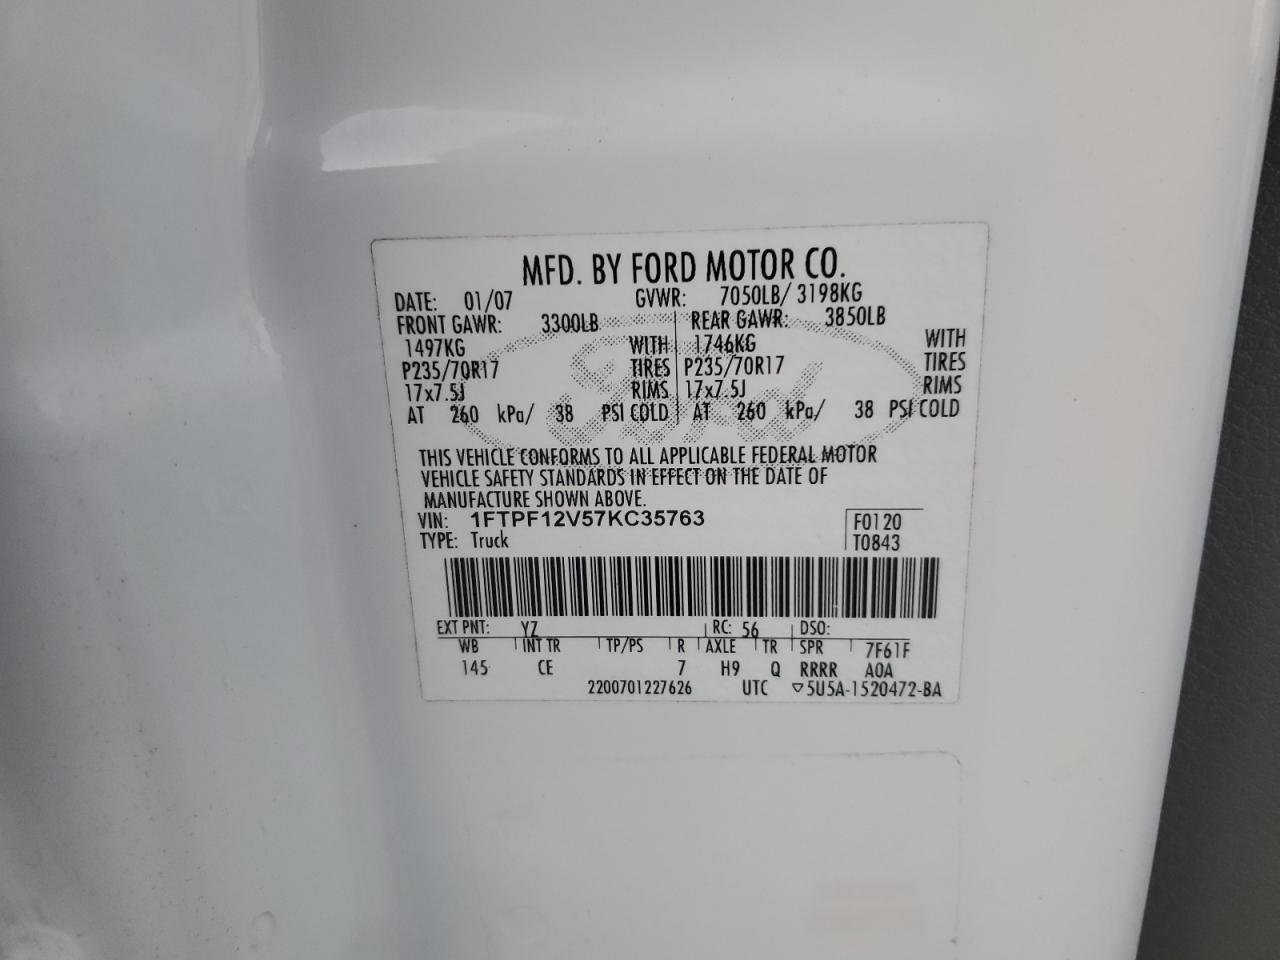 MFD. BY FORD MOTOR CO.
DATE: 01/07 GVWR: 7050LB/ 3198KG
FRONT GAWR: 3300LB REAR GAWR: 3850LB
1497KG WITH 1746KG WITH
P235/70R17 TIRES P235/70R17 TIRES
17x7.5J RIMS 17x7.5J RIMS
AT 260 kPa/ 38 PSI COLD AT 260 kPa/ 38 PSI COLD
Ford
THIS VEHICLE CONFORMS TO ALL APPLICABLE FEDERAL MOTOR
VEHICLE SAFETY STANDARDS IN EFFECT ON THE DATE OF
MANUFACTURE SHOWN ABOVE.
VIN: 1FTPF12V57KC35763 F0120
TYPE: Truck T0843
EXT PNT: YZ RC: 56 DSO:
WB INT TR TP/PS R AXLE TR SPR 7F61F
145 CE 7 H9 Q RRRR A0A
2200701227626 UTC ▽5U5A-1520472-BA